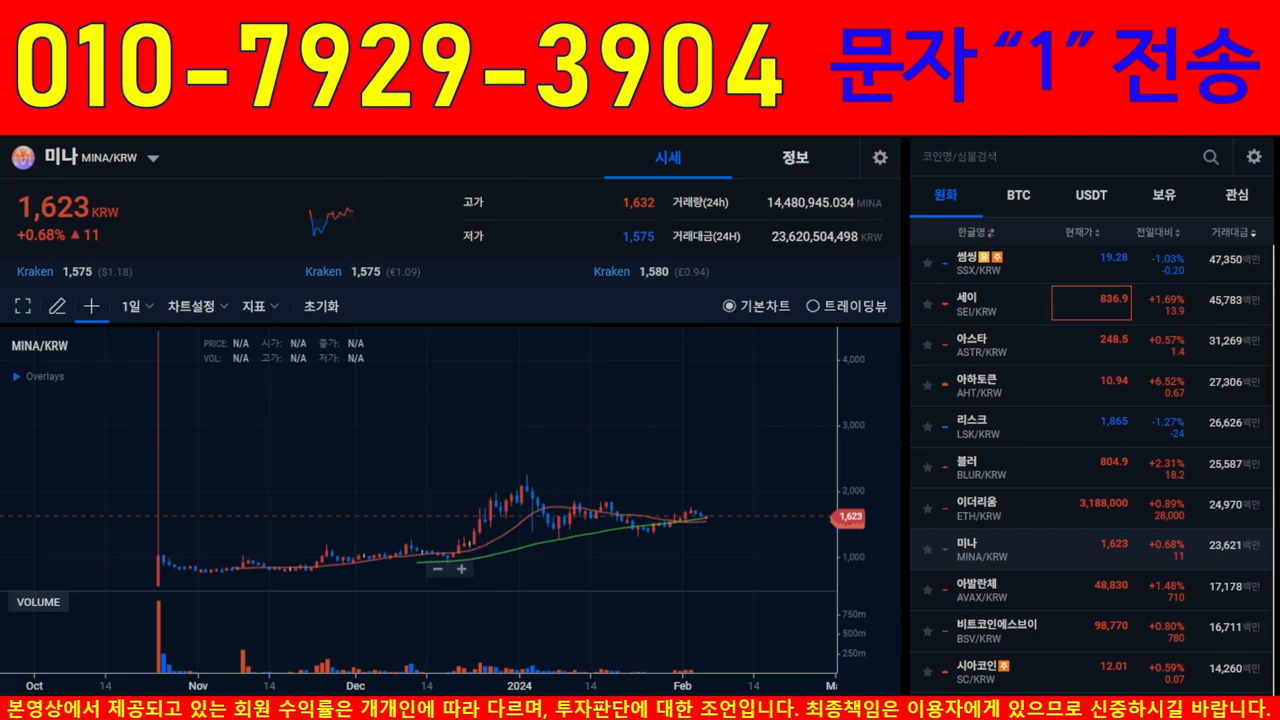 010-7929-3904 문자 “1” 전송
미나 MINA/KRW
시세
정보
1,623 KRW
+0.68% ▲ 11
고가 1,632
거래량(24h) 14,480,945.034 MINA
저가 1,575
거래대금(24H) 23,620,504,498 KRW
Kraken 1,575 ($1.18)
Kraken 1,575 (€1.09)
Kraken 1,580 (£0.94)
1일 차트설정 지표 초기화
기본차트 트레이딩뷰
MINA/KRW
PRICE: N/A 시가: N/A 종가: N/A
VOL: N/A 고가: N/A 저가: N/A
Overlays
4,000
3,000
2,000
1,623
1,000
VOLUME
750m
500m
250m
Oct 14 Nov 14 Dec 14 2024 14 Feb 14 Ma
코인명/심볼검색
원화 BTC USDT 보유 관심
한글명 현재가 전일대비 거래대금
썸씽 유 주 19.28 -1.03% 47,350백만
SSX/KRW -0.20
세이 836.9 +1.69% 45,783백만
SEI/KRW 13.9
아스타 248.5 +0.57% 31,269백만
ASTR/KRW 1.4
아하토큰 10.94 +6.52% 27,306백만
AHT/KRW 0.67
리스크 1,865 -1.27% 26,626백만
LSK/KRW -24
블러 804.9 +2.31% 25,587백만
BLUR/KRW 18.2
이더리움 3,188,000 +0.89% 24,970백만
ETH/KRW 28,000
미나 1,623 +0.68% 23,621백만
MINA/KRW 11
아발란체 48,830 +1.48% 17,178백만
AVAX/KRW 710
비트코인에스브이 98,770 +0.80% 16,711백만
BSV/KRW 780
시아코인 주 12.01 +0.59% 14,260백만
SC/KRW 0.07
본영상에서 제공되고 있는 회원 수익률은 개개인에 따라 다르며, 투자판단에 대한 조언입니다. 최종책임은 이용자에게 있으므로 신중하시길 바랍니다.